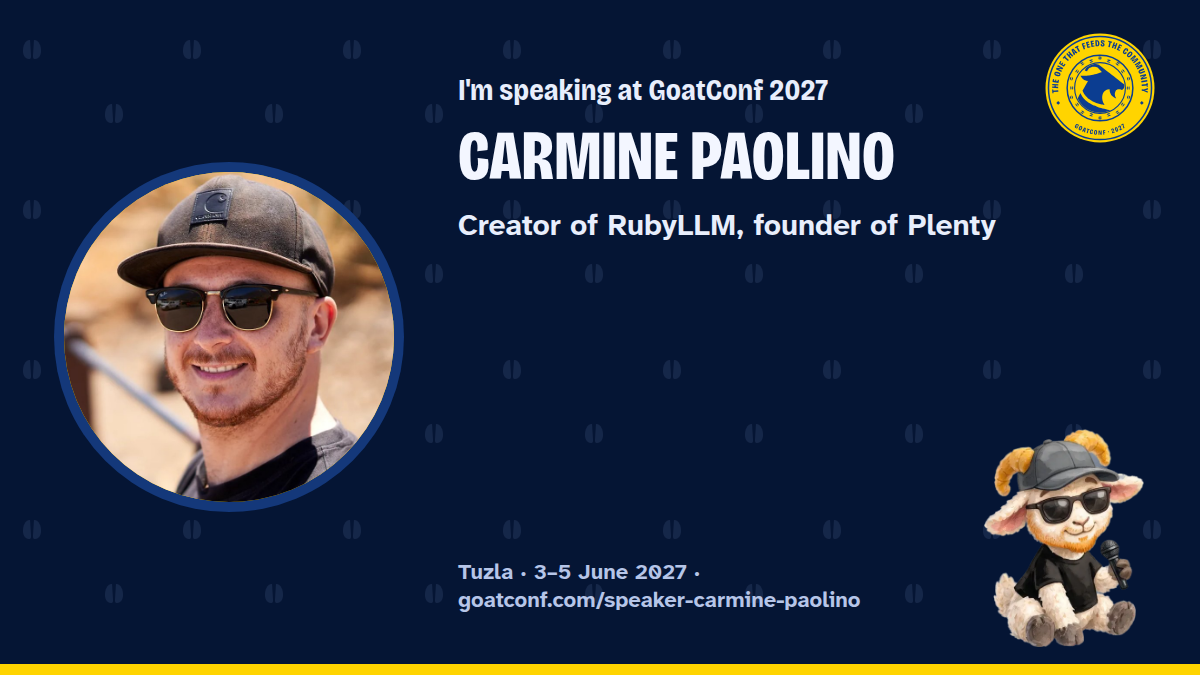 I'm speaking at GoatConf 2027
CARMINE PAOLINO
Creator of RubyLLM, founder of Plenty
Tuzla · 3–5 June 2027 ·
goatconf.com/speaker-carmine-paolino
THE ONE THAT FEEDS THE COMMUNITY
GOATCONF · 2027